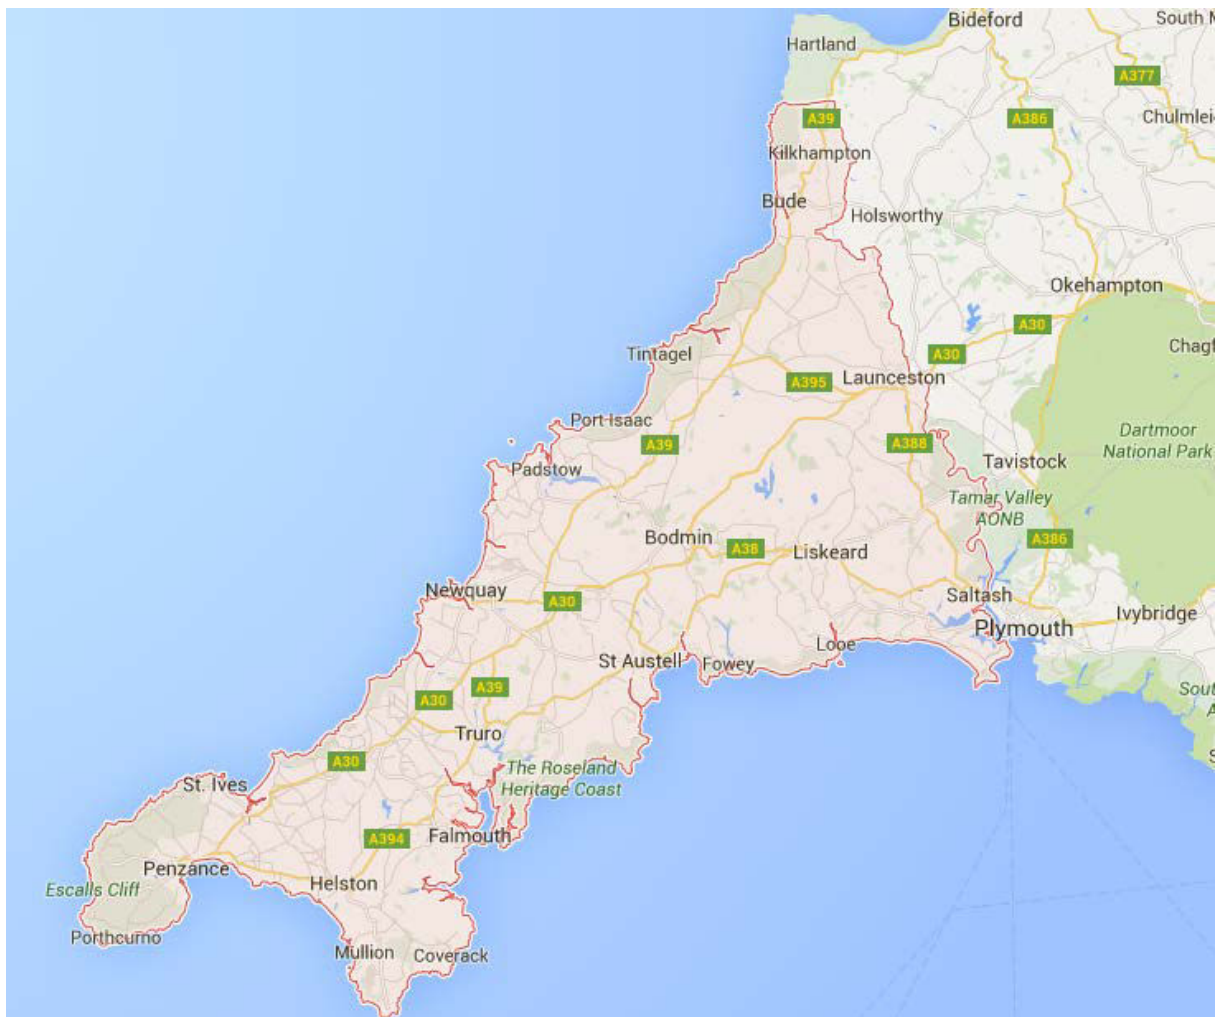 Bideford
South M
Hartland
A377
A39
A386
Chulmlei
Kilkhampton
Bude
Holsworthy
Okehampton
A30
Tintagel
A30
Chagf
A395
Launceston
Port Isaac
Dartmoor
National Park
A39
A388
Padstow
Tavistock
Tamar Valley
AONB
Bodmin
A38
Liskeard
A386
Newquay
A30
Saltash
Ivybridge
Plymouth
Looe
St Austell
Fowey
A30
A39
Sout
A
Truro
A30
S
The Roseland
Heritage Coast
St. Ives
A394
Falmouth
Penzance
Helston
Escalls Cliff
Porthcurno
Mullion
Coverack